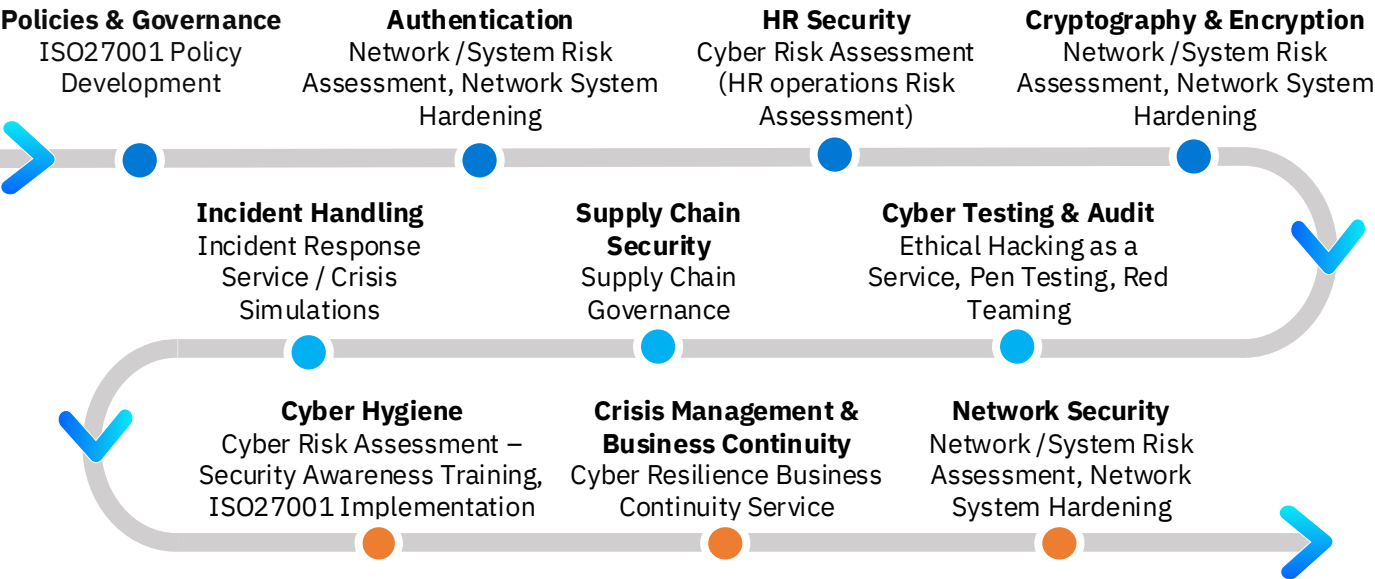 Policies & Governance
ISO27001 Policy
Development
Authentication
Network /System Risk
Assessment, Network System
Hardening
HR Security
Cyber Risk Assessment
(HR operations Risk
Assessment)
Cryptography & Encryption
Network /System Risk
Assessment, Network System
Hardening
Incident Handling
Incident Response
Service / Crisis
Simulations
Supply Chain
Security
Supply Chain
Governance
Cyber Testing & Audit
Ethical Hacking as a
Service, Pen Testing, Red
Teaming
Cyber Hygiene
Cyber Risk Assessment –
Security Awareness Training,
ISO27001 Implementation
Crisis Management &
Business Continuity
Cyber Resilience Business
Continuity Service
Network Security
Network /System Risk
Assessment, Network
System Hardening